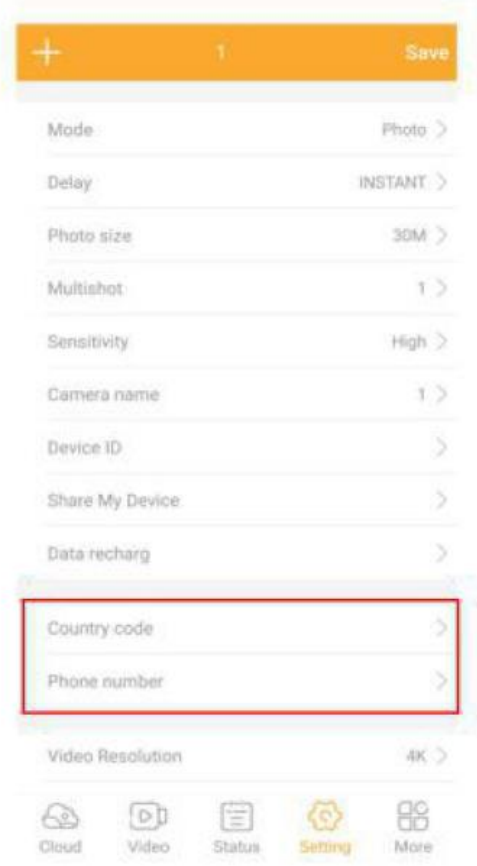 1 Save
Mode Photo
Delay INSTANT
Photo size 30M
Multishot 1
Sensitivity High
Camera name 1
Device ID
Share My Device
Data recharg
Country code
Phone number
Video Resolution 4K
Cloud Video Status Setting More